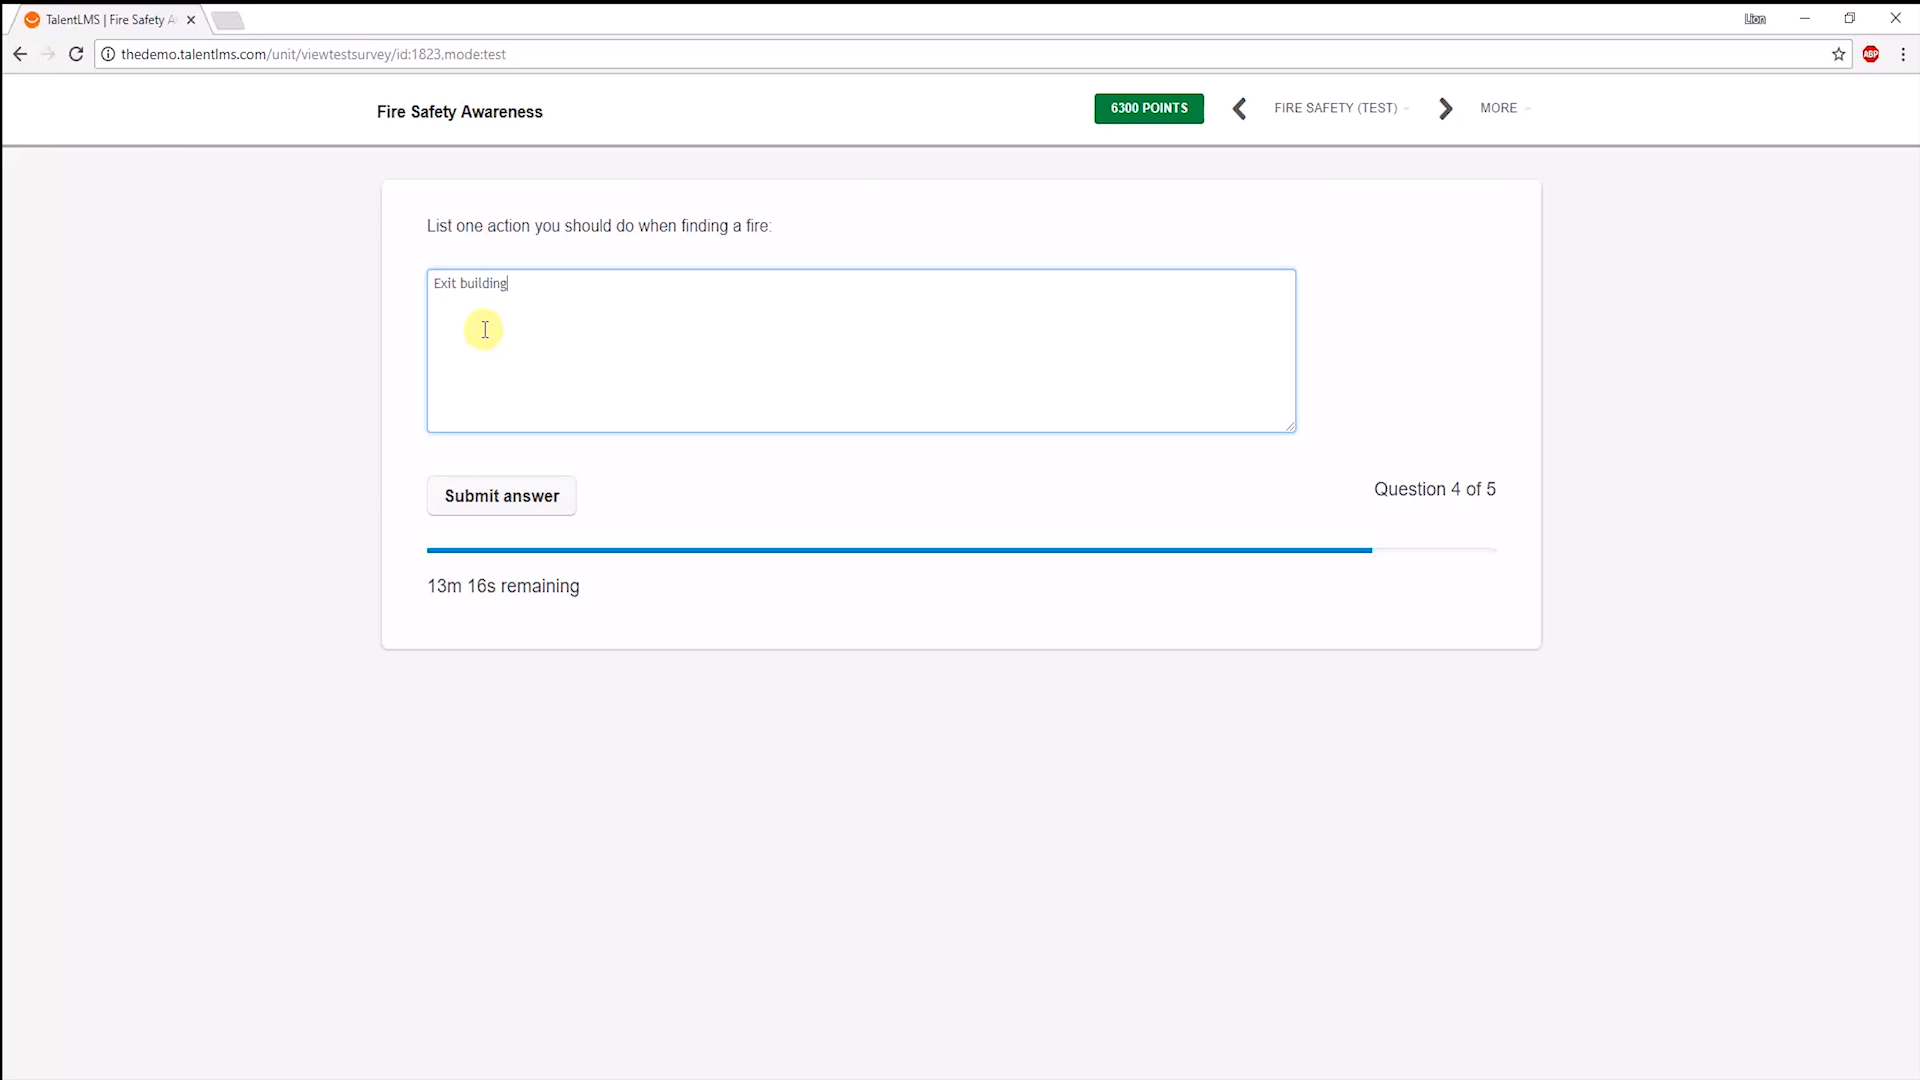 TalentLMS | Fire Safety A
Lion
thedemo.talentlms.com/unit/viewtestsurvey/id:1823,mode:test
ABP
Fire Safety Awareness
6300 POINTS
FIRE SAFETY (TEST)
MORE
List one action you should do when finding a fire:
Exit building
Submit answer
Question 4 of 5
13m 16s remaining